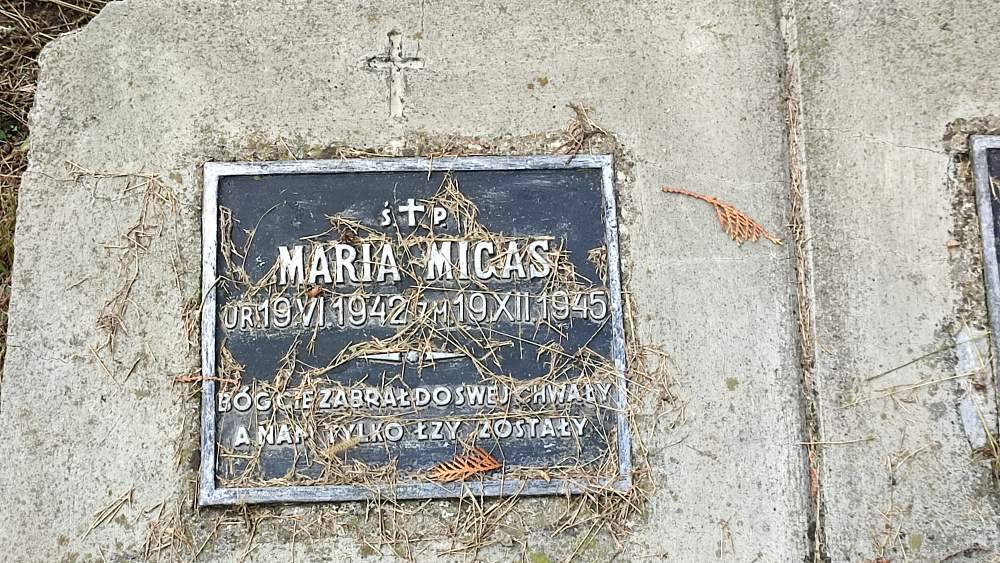 Ś † P.
MARIA MICAS
UR.19.VI.1942 ZM.19.XII.1945
BÓG CIE ZABRAŁ DO SWEJ CHWAŁY
A NAM TYLKO ŁZY ZOSTAŁY